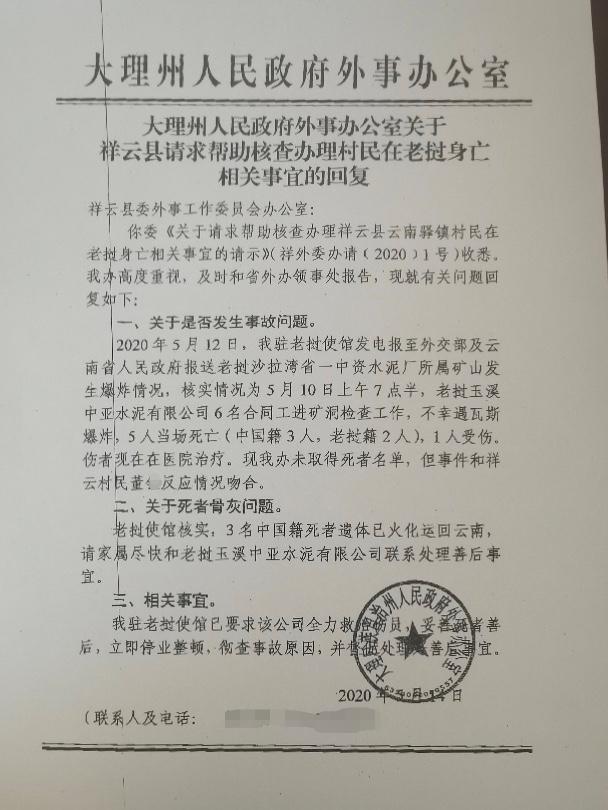 大理州人民政府外事办公室
大理州人民政府外事办公室关于
祥云县请求帮助核查办理村民在老挝身亡
相关事宜的回复
祥云县委外事工作委员会办公室：
你委《关于请求帮助核查办理祥云县云南驿镇村民在
老挝身亡相关事宜的请示》（祥外委办请（2020）1号）收悉。
我办高度重视，及时和省外办领事处报告，现就有关问题回
复如下：
一、关于是否发生事故问题。
2020年5月12日，我驻老挝使馆发电报至外交部及云
南省人民政府报送老挝沙拉湾省一中资水泥厂所属矿山发
生爆炸情况，核实情况为5月10日上午7点半，老挝玉溪
中亚水泥有限公司6名合同工进矿洞检查工作，不幸遇瓦斯
爆炸，5人当场死亡（中国籍3人，老挝籍2人），1人受伤。
伤者现在在医院治疗。现我办未取得死者名单，但事件和祥
云村民董 反应情况吻合。
二、关于死者骨灰问题。
老挝使馆核实，3名中国籍死者遗体已火化运回云南，
请家属尽快和老挝玉溪中亚水泥有限公司联系处理善后事
宜。
三、相关事宜。
我驻老挝使馆已要求该公司全力救治伤员，妥善死者善
后，立即停业整顿，彻查事故原因，并 处理 善后事宜。
2020年5月 日
（联系人及电话：